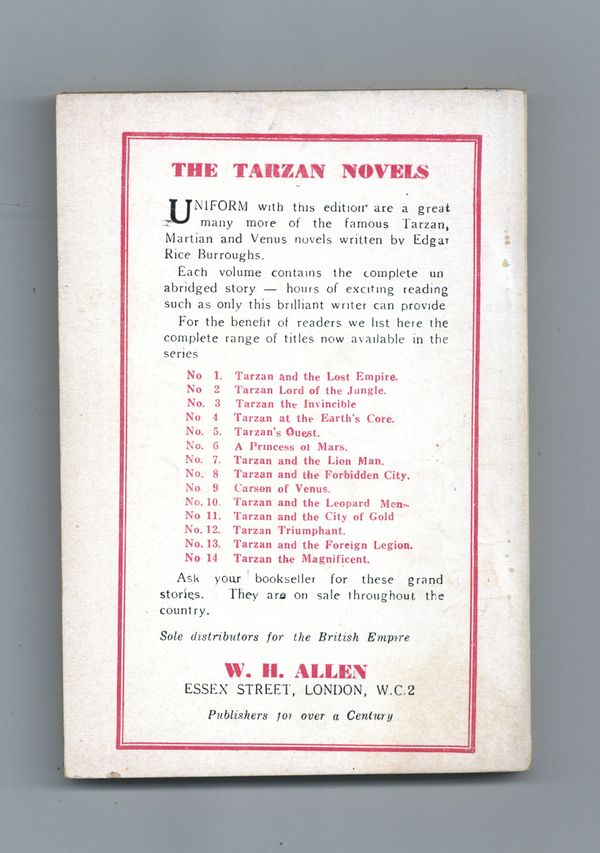 THE TARZAN NOVELS
UNIFORM with this edition are a great
many more of the famous Tarzan,
Martian and Venus novels written by Edgar
Rice Burroughs.
Each volume contains the complete un
abridged story — hours of exciting reading
such as only this brilliant writer can provide
For the benefit of readers we list here the
complete range of titles now available in the
series
No 1. Tarzan and the Lost Empire.
No 2 Tarzan Lord of the Jungle.
No. 3 Tarzan the Invincible
No 4 Tarzan at the Earth's Core.
No. 5. Tarzan's Quest.
No. 6 A Princess of Mars.
No. 7. Tarzan and the Lion Man.
No. 8 Tarzan and the Forbidden City.
No 9 Carson of Venus.
No. 10. Tarzan and the Leopard Men-
No 11. Tarzan and the City of Gold
No. 12. Tarzan Triumphant.
No. 13. Tarzan and the Foreign Legion.
No 14 Tarzan the Magnificent.
Ask your bookseller for these grand
stories. They are on sale throughout the
country.
Sole distributors for the British Empire
W. H. ALLEN
ESSEX STREET, LONDON, W.C.2
Publishers for over a Century